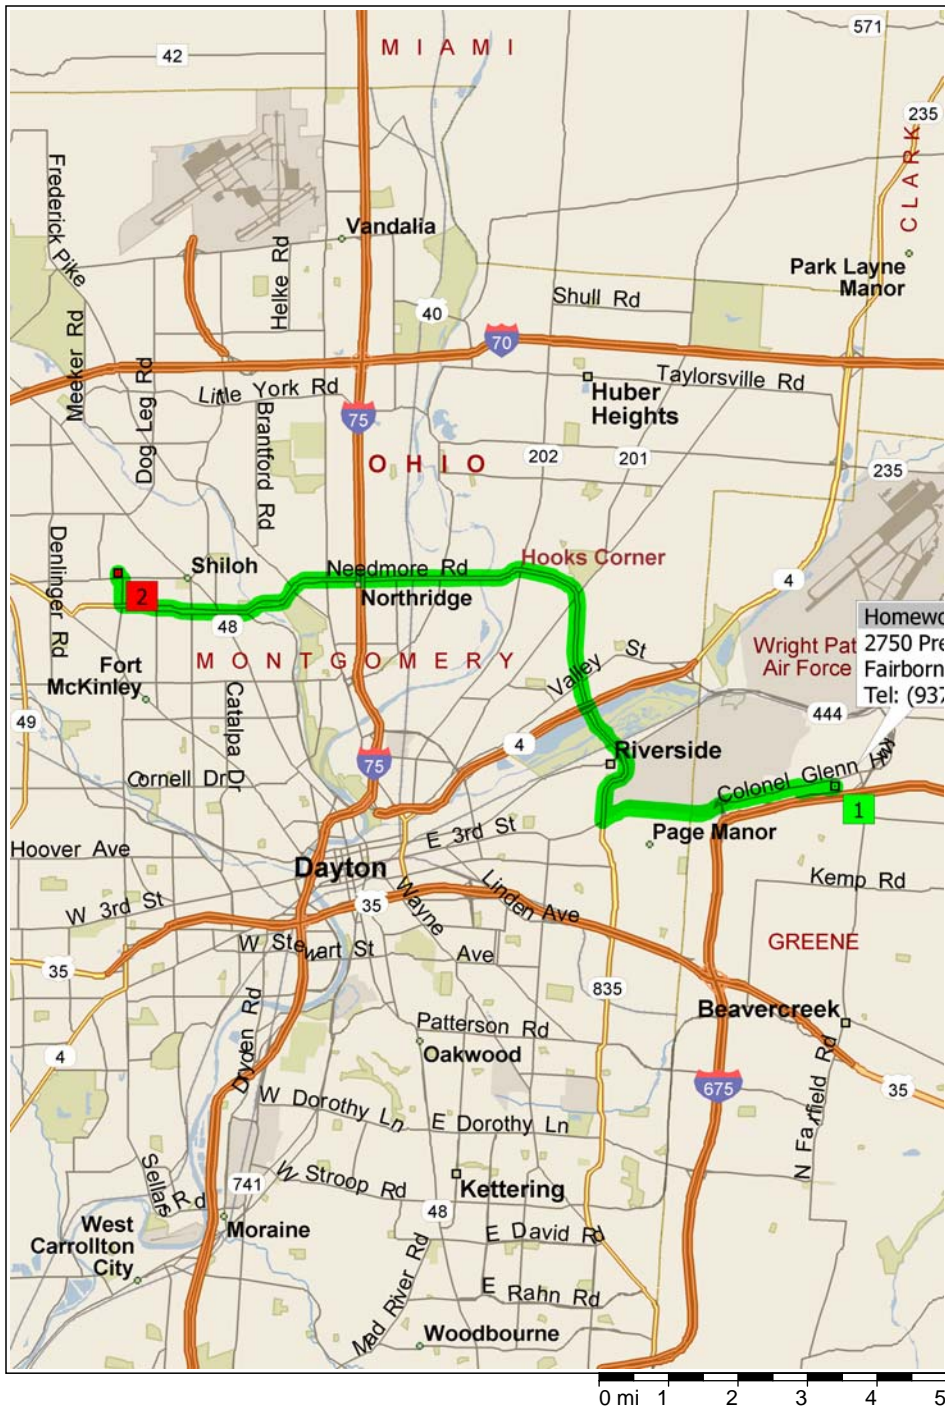 MIAMI
571
42
235
CLARK
Frederick Pike
Vandalia
Helke Rd
Park Layne
Manor
Shull Rd
40
70
Meeker Rd
Dog Leg Rd
Little York Rd
Taylorsville Rd
Huber
Heights
75
Brantford Rd
OHIO
202
201
235
Denlinger Rd
Shiloh
Needmore Rd
Hooks Corner
4
2
Northridge
48
Homewo
2750 Pre
Fairborn
Tel: (937
MONTGOMERY
Valley St
Wright Pat
Air Force
Fort
McKinley
Catalpa Dr
49
444
4
Riverside
75
Cornell Dr
Colonel Glenn Hwy
1
E 3rd St
Page Manor
Hoover Ave
Dayton
Kemp Rd
W 3rd St
35
Wayne
Ave
Linden Ave
W Stewart St
GREENE
35
835
Dryden Rd
Patterson Rd
Beavercreek
4
Oakwood
N Fairfield Rd
675
35
W Dorothy Ln
E Dorothy Ln
Sellars Rd
741
W Stroop Rd
Kettering
48
West
Carrollton
City
Moraine
E David Rd
Mad River Rd
E Rahn Rd
Woodbourne
0 mi 1 2 3 4 5